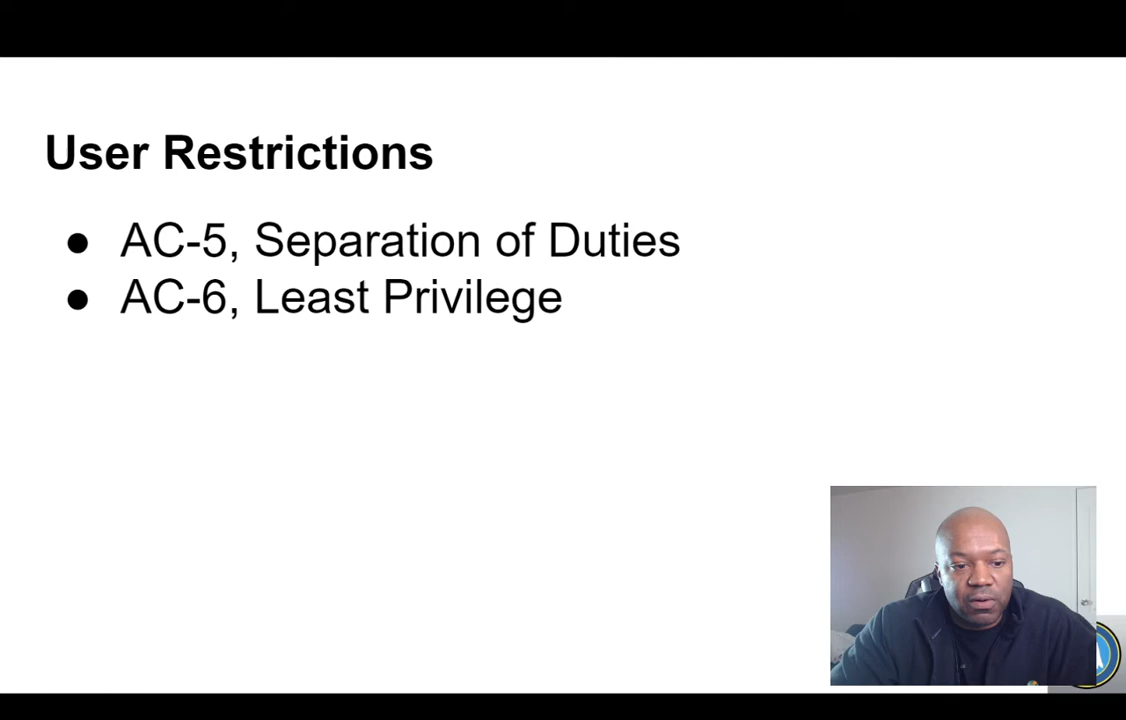 User Restrictions
● AC-5, Separation of Duties
● AC-6, Least Privilege